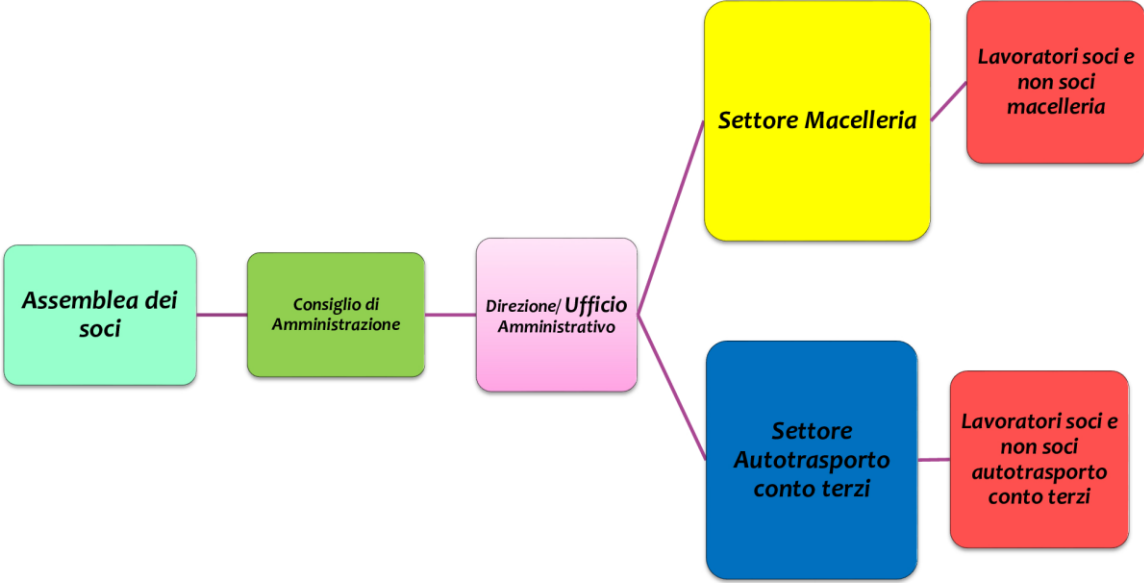 Assemblea dei
soci
Consiglio di
Amministrazione
Direzione/ Ufficio
Amministrativo
Settore Macelleria
Lavoratori soci e
non soci
macelleria
Settore
Autotrasporto
conto terzi
Lavoratori soci e
non soci
autotrasporto
conto terzi